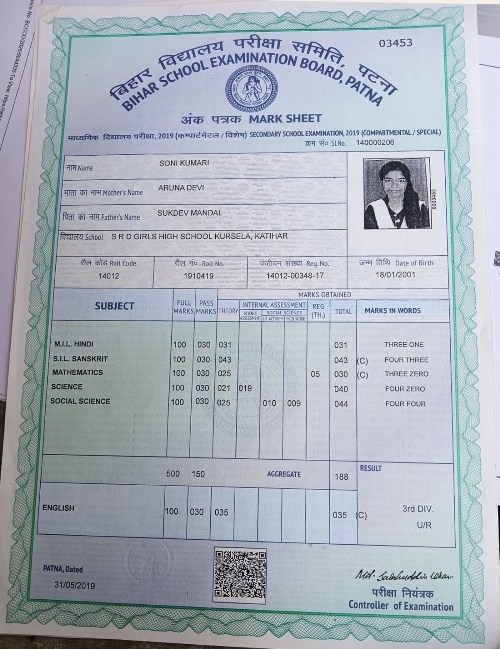 03453
बिहार विद्यालय परीक्षा समिति, पटना
BIHAR SCHOOL EXAMINATION BOARD, PATNA
अंक पत्रक MARK SHEET
माध्यमिक विद्यालय परीक्षा, 2019 (कम्पार्टमेंटल / विशेष) SECONDARY SCHOOL EXAMINATION, 2019 (COMPARTMENTAL / SPECIAL)
क्रम सं० Sl.No. 140000206
नाम Name SONI KUMARI
माता का नाम Mother's Name ARUNA DEVI
पिता का नाम Father's Name SUKDEV MANDAL
विद्यालय School S R D GIRLS HIGH SCHOOL KURSELA, KATIHAR
रौल कोड Roll Code रौल नं० Roll No. पंजीयन संख्या Reg. No. जन्म तिथि Date of Birth
14012 1910419 14012-00348-17 18/01/2001
MARKS OBTAINED
SUBJECT FULL MARKS PASS MARKS THEORY INTERNAL ASSESSMENT REG (TH.) TOTAL MARKS IN WORDS
M.I.L. HINDI 100 030 031 031 THREE ONE
S.I.L. SANSKRIT 100 030 043 043 (C) FOUR THREE
MATHEMATICS 100 030 025 05 030 (C) THREE ZERO
SCIENCE 100 030 021 019 040 FOUR ZERO
SOCIAL SCIENCE 100 030 025 010 009 044 FOUR FOUR
500 150 AGGREGATE 188 RESULT
ENGLISH 100 030 035 035 (C) 3rd DIV.
U/R
PATNA, Dated
31/05/2019
परीक्षा नियंत्रक
Controller of Examination